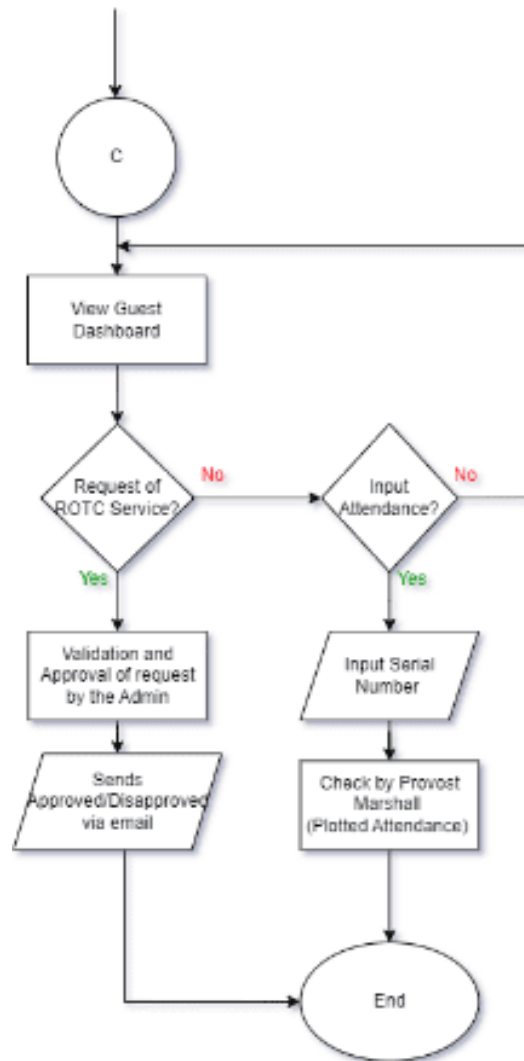 C
View Guest
Dashboard
Request of
ROTC Service?
No
Input
Attendance?
No
Yes
Yes
Validation and
Approval of request
by the Admin
Input Serial
Number
Sends
Approved/Disapproved
via email
Check by Provost
Marshall
(Plotted Attendance)
End